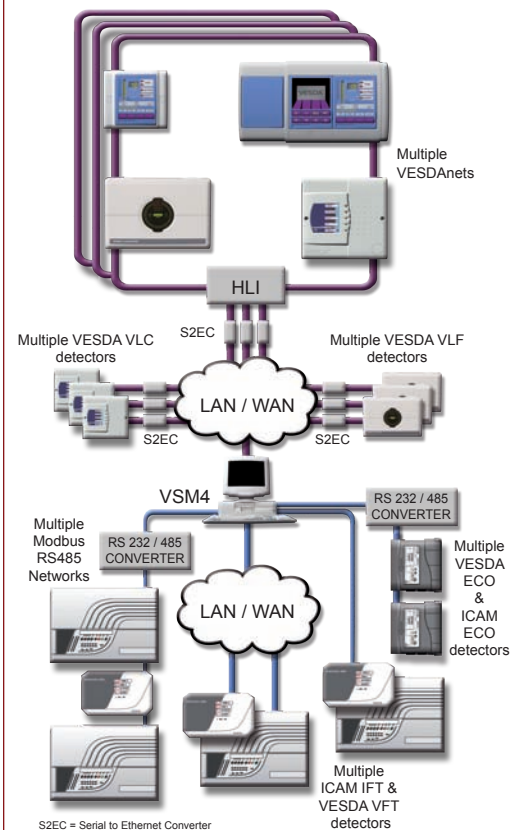 VESDA
Multiple
VESDAnets
HLI
S2EC
Multiple VESDA VLC
detectors
Multiple VESDA VLF
detectors
LAN / WAN
S2EC
S2EC
VSM4
RS 232 / 485
CONVERTER
Multiple
Modbus
RS485
Networks
RS 232 / 485
CONVERTER
Multiple
VESDA
ECO
&
ICAM
ECO
detectors
LAN / WAN
Multiple
ICAM IFT &
VESDA VFT
detectors
S2EC = Serial to Ethernet Converter